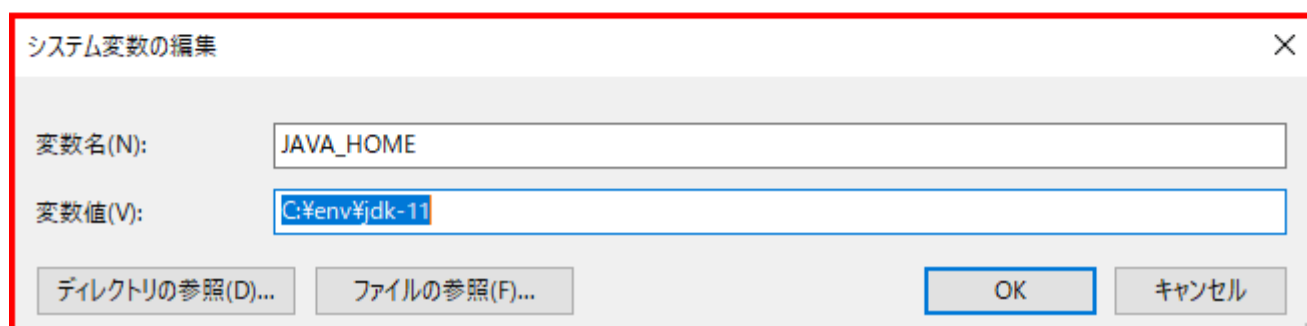 システム変数の編集
変数名(N): JAVA_HOME
変数値(V): C:¥env¥jdk-11
ディレクトリの参照(D)... ファイルの参照(F)... OK キャンセル